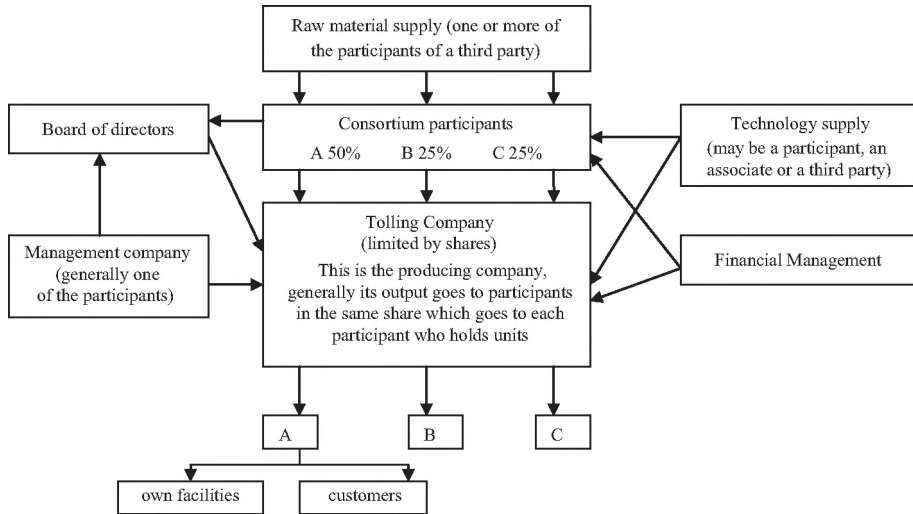 Raw material supply (one or more of
the participants of a third party)
Board of directors
Consortium participants
A 50% B 25% C 25%
Technology supply
(may be a participant, an
associate or a third party)
Management company
(generally one
of the participants)
Tolling Company
(limited by shares)
This is the producing company,
generally its output goes to participants
in the same share which goes to each
participant who holds units
Financial Management
A
B
C
own facilities
customers